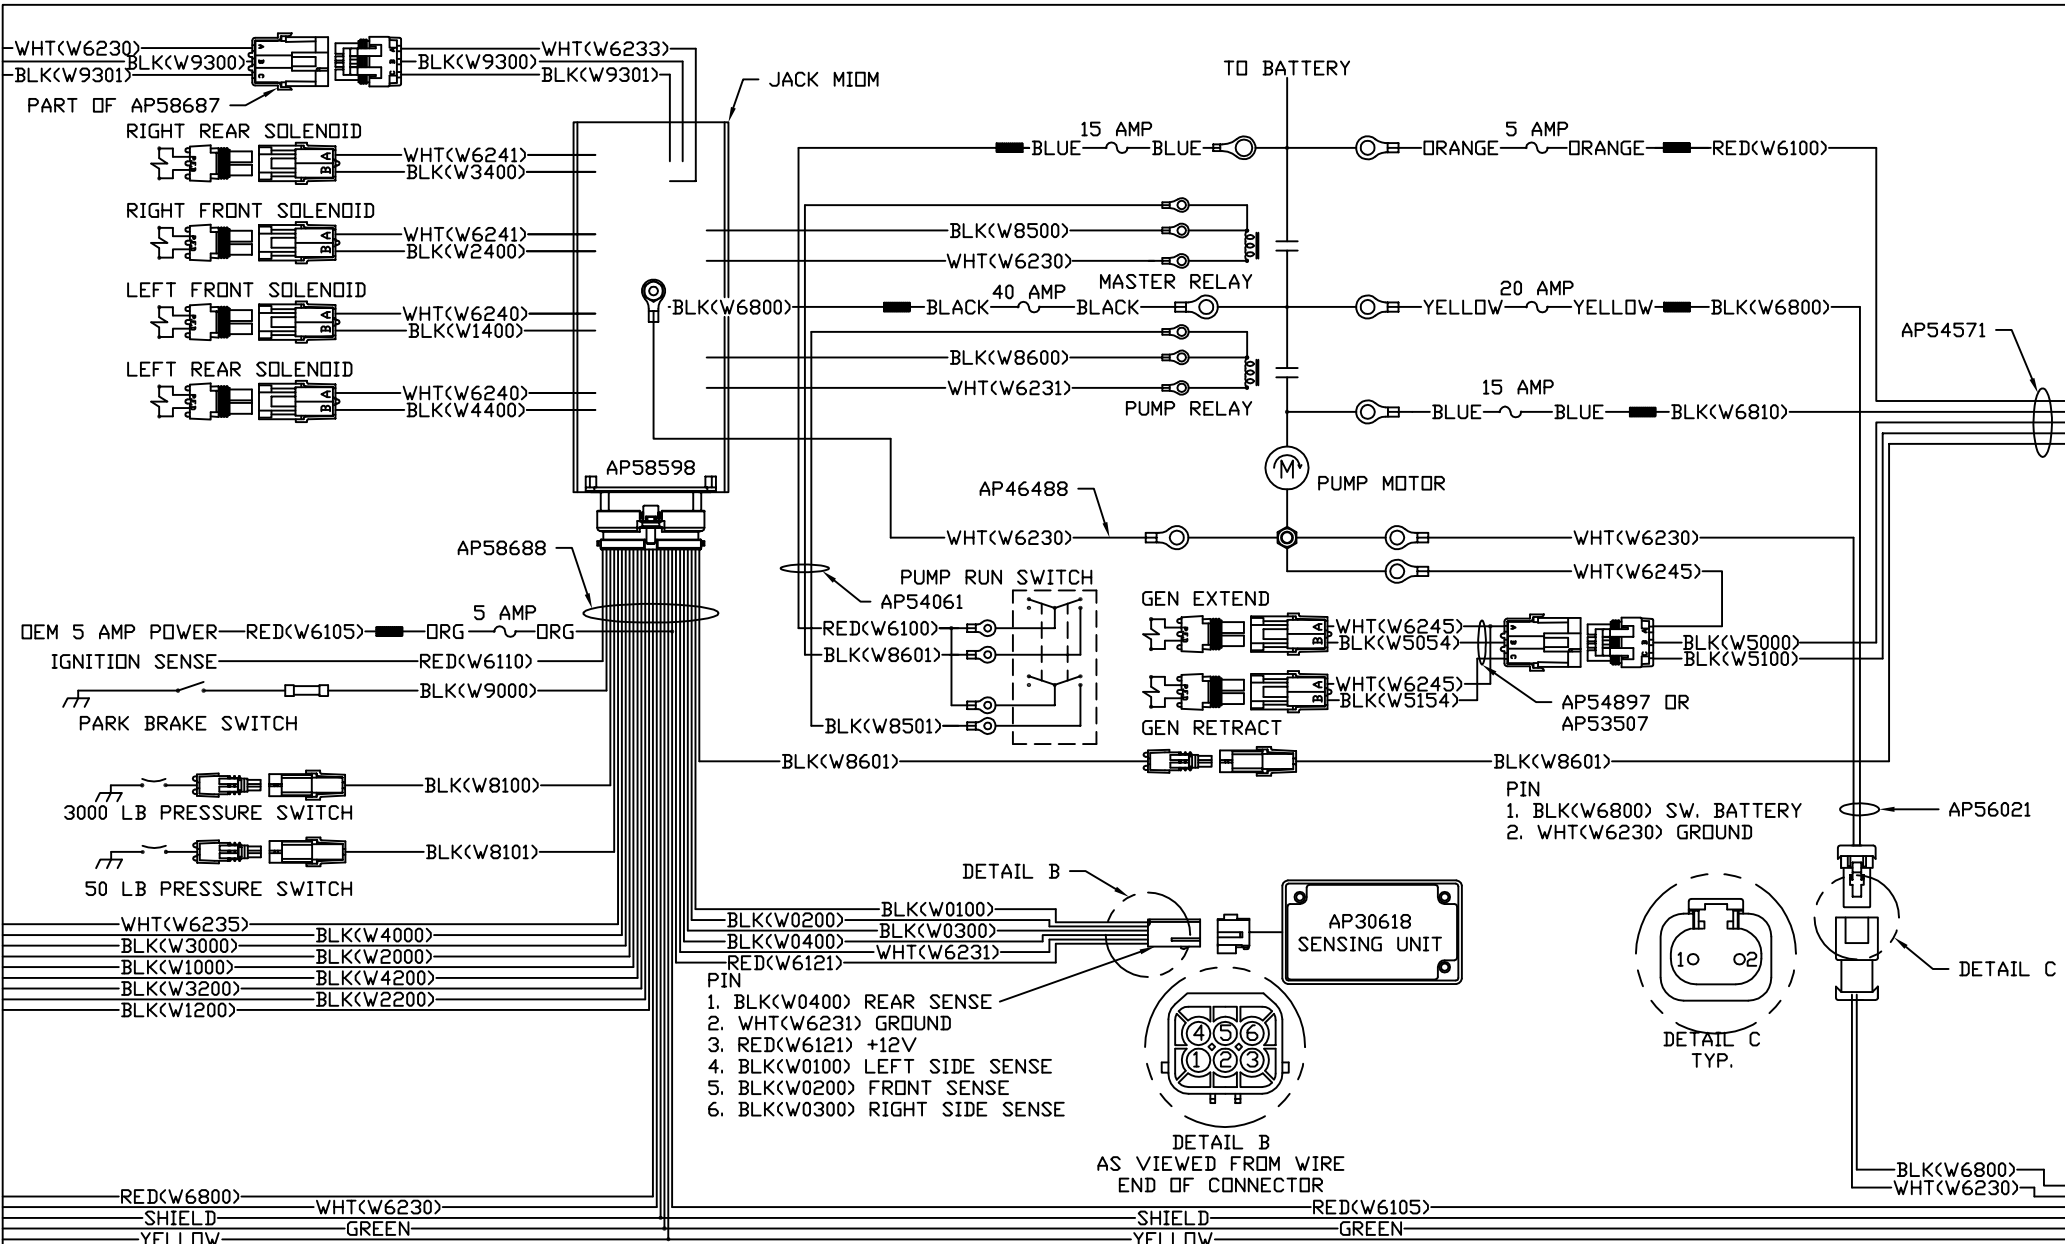 WHT(W6230)
BLK(W9300)
BLK(W9301)
PART OF AP58687
A
B
C
WHT(W6233)
BLK(W9300)
BLK(W9301)
JACK MIOM
RIGHT REAR SOLENOID
A
B
WHT(W6241)
BLK(W3400)
RIGHT FRONT SOLENOID
A
B
WHT(W6241)
BLK(W2400)
LEFT FRONT SOLENOID
A
B
WHT(W6240)
BLK(W1400)
LEFT REAR SOLENOID
A
B
WHT(W6240)
BLK(W4400)
AP58598
TO BATTERY
15 AMP
BLUE
BLUE
5 AMP
ORANGE
ORANGE
RED(W6100)
BLK(W8500)
WHT(W6230)
MASTER RELAY
BLK(W6800)
40 AMP
BLACK
BLACK
20 AMP
YELLOW
YELLOW
BLK(W6800)
AP54571
BLK(W8600)
WHT(W6231)
PUMP RELAY
15 AMP
BLUE
BLUE
BLK(W6810)
M
PUMP MOTOR
AP46488
WHT(W6230)
WHT(W6230)
WHT(W6245)
AP58688
AP54061
PUMP RUN SWITCH
RED(W6100)
BLK(W8601)
BLK(W8501)
GEN EXTEND
A
B
WHT(W6245)
BLK(W5054)
GEN RETRACT
A
B
WHT(W6245)
BLK(W5154)
A
B
C
BLK(W5000)
BLK(W5100)
AP54897 OR
AP53507
OEM 5 AMP POWER
RED(W6105)
ORG
5 AMP
ORG
IGNITION SENSE
RED(W6110)
BLK(W9000)
PARK BRAKE SWITCH
BLK(W8601)
BLK(W8601)
BLK(W8100)
3000 LB PRESSURE SWITCH
BLK(W8101)
50 LB PRESSURE SWITCH
PIN
1. BLK(W6800) SW. BATTERY
2. WHT(W6230) GROUND
AP56021
WHT(W6235)
BLK(W4000)
BLK(W3000)
BLK(W2000)
BLK(W1000)
BLK(W4200)
BLK(W3200)
BLK(W2200)
BLK(W1200)
BLK(W0100)
BLK(W0200)
BLK(W0300)
BLK(W0400)
WHT(W6231)
RED(W6121)
DETAIL B
AP30618
SENSING UNIT
PIN
1. BLK(W0400) REAR SENSE
2. WHT(W6231) GROUND
3. RED(W6121) +12V
4. BLK(W0100) LEFT SIDE SENSE
5. BLK(W0200) FRONT SENSE
6. BLK(W0300) RIGHT SIDE SENSE
4 5 6
1 2 3
DETAIL B
AS VIEWED FROM WIRE
END OF CONNECTOR
1 2
DETAIL C
TYP.
DETAIL C
BLK(W6800)
WHT(W6230)
RED(W6800)
WHT(W6230)
SHIELD
GREEN
YELLOW
RED(W6105)
SHIELD
GREEN
YELLOW